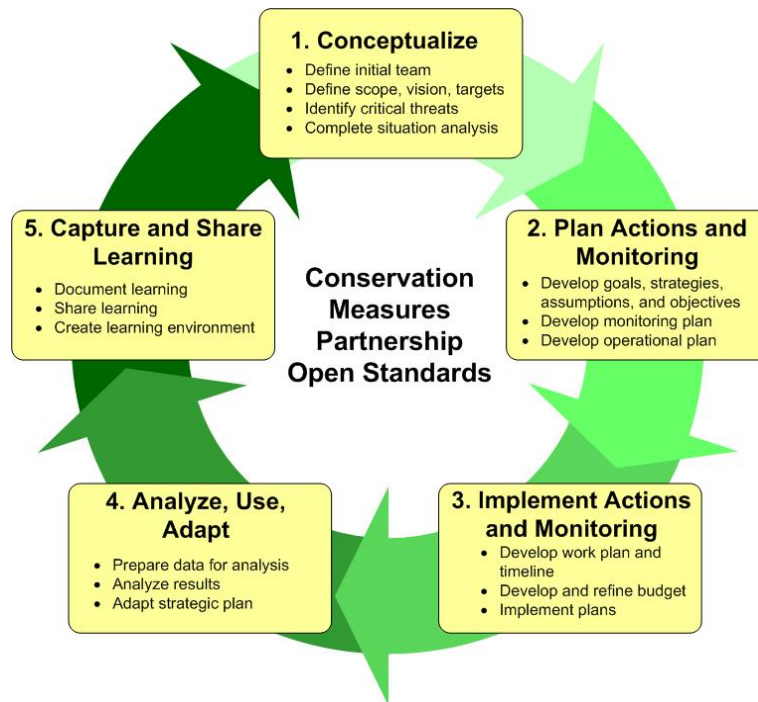 1. Conceptualize
• Define initial team
• Define scope, vision, targets
• Identify critical threats
• Complete situation analysis
2. Plan Actions and
Monitoring
• Develop goals, strategies,
assumptions, and objectives
• Develop monitoring plan
• Develop operational plan
3. Implement Actions
and Monitoring
• Develop work plan and
timeline
• Develop and refine budget
• Implement plans
4. Analyze, Use,
Adapt
• Prepare data for analysis
• Analyze results
• Adapt strategic plan
5. Capture and Share
Learning
• Document learning
• Share learning
• Create learning environment
Conservation
Measures
Partnership
Open Standards